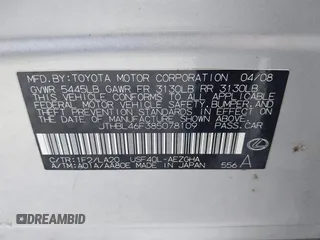 MFD. BY: TOYOTA MOTOR CORPORATION 04/08
GVWR 5445LB GAWR FR 3130LB RR 3130LB
THIS VEHICLE CONFORMS TO ALL APPLICABLE
FEDERAL MOTOR VEHICLE SAFETY, BUMPER, AND
THEFT PREVENTION STANDARDS IN EFFECT ON
THE DATE OF MANUFACTURE SHOWN ABOVE.
JTHBL46F385078109
PASSENGER CAR
C/TR: 1F2/LA20 USF40L-AEZGHA
A/TM: A01A/AA80E MADE IN JAPAN 556 A
DREAMBID